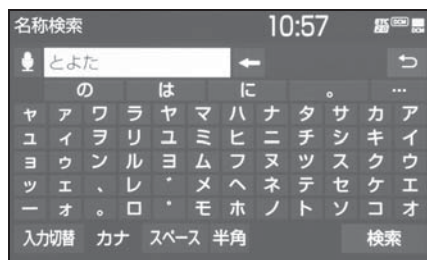 名称検索 10:57
とよた ←
の は に 。 …
ャ ァ ワ ラ ヤ マ ハ ナ タ サ カ ア
ュ ィ ヲ リ ユ ミ ヒ ニ チ シ キ イ
ョ ゥ ン ル ヨ ム フ ヌ ツ ス ク ウ
ッ ェ 、 レ ゛ メ ヘ ネ テ セ ケ エ
ー ォ 。 ロ ゜ モ ホ ノ ト ソ コ オ
入力切替 カナ スペース 半角 検索